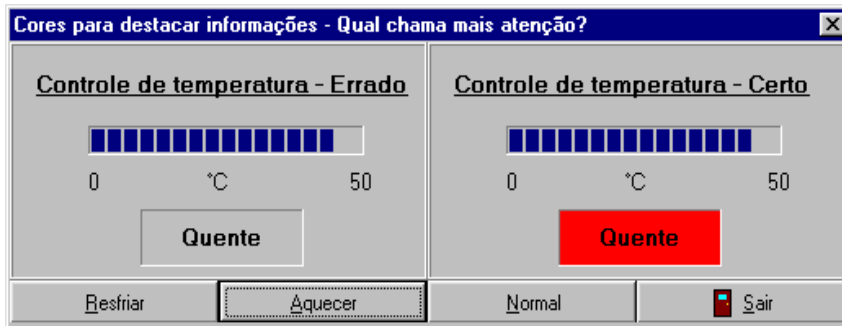 Cores para destacar informações - Qual chama mais atenção?
Controle de temperatura - Errado
0 °C 50
Quente
Controle de temperatura - Certo
0 °C 50
Quente
Resfriar
Aquecer
Normal
Sair